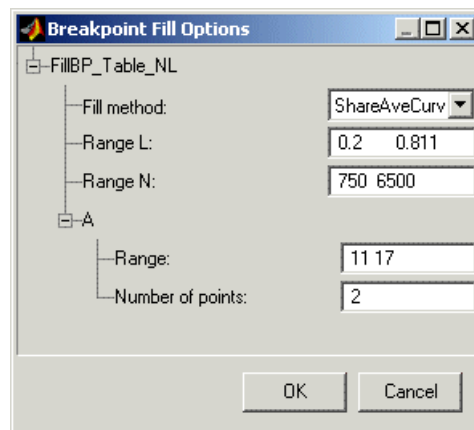 Breakpoint Fill Options
FillBP_Table_NL
Fill method: ShareAveCurv
Range L: 0.2 0.811
Range N: 750 6500
A
Range: 11 17
Number of points: 2
OK Cancel